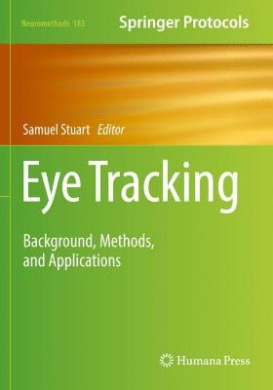 Neuromethods 183
Springer Protocols
Samuel Stuart Editor
Eye Tracking
Background, Methods,
and Applications
Humana Press